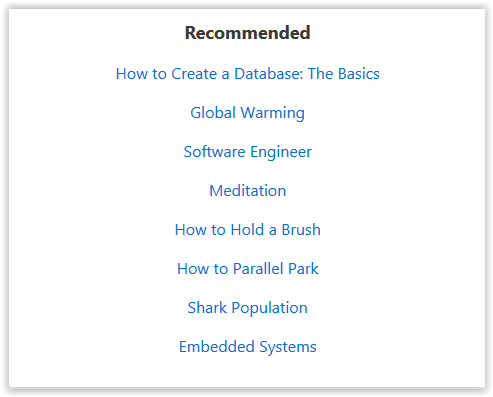 Recommended
How to Create a Database: The Basics
Global Warming
Software Engineer
Meditation
How to Hold a Brush
How to Parallel Park
Shark Population
Embedded Systems